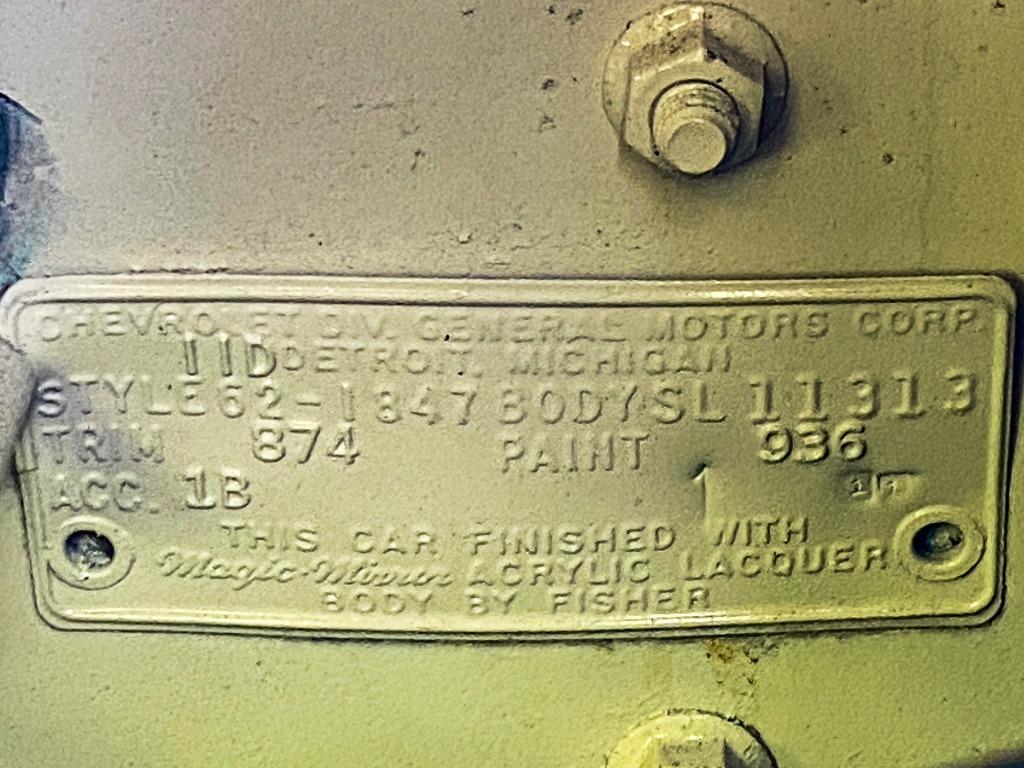 CHEVROLET DIV. GENERAL MOTORS CORP.
11D DETROIT, MICHIGAN
STYLE 62-1847 BODY SL 11313
TRIM 874 PAINT 936
ACC. 1B 1
THIS CAR FINISHED WITH
Magic-Mirror ACRYLIC LACQUER
BODY BY FISHER